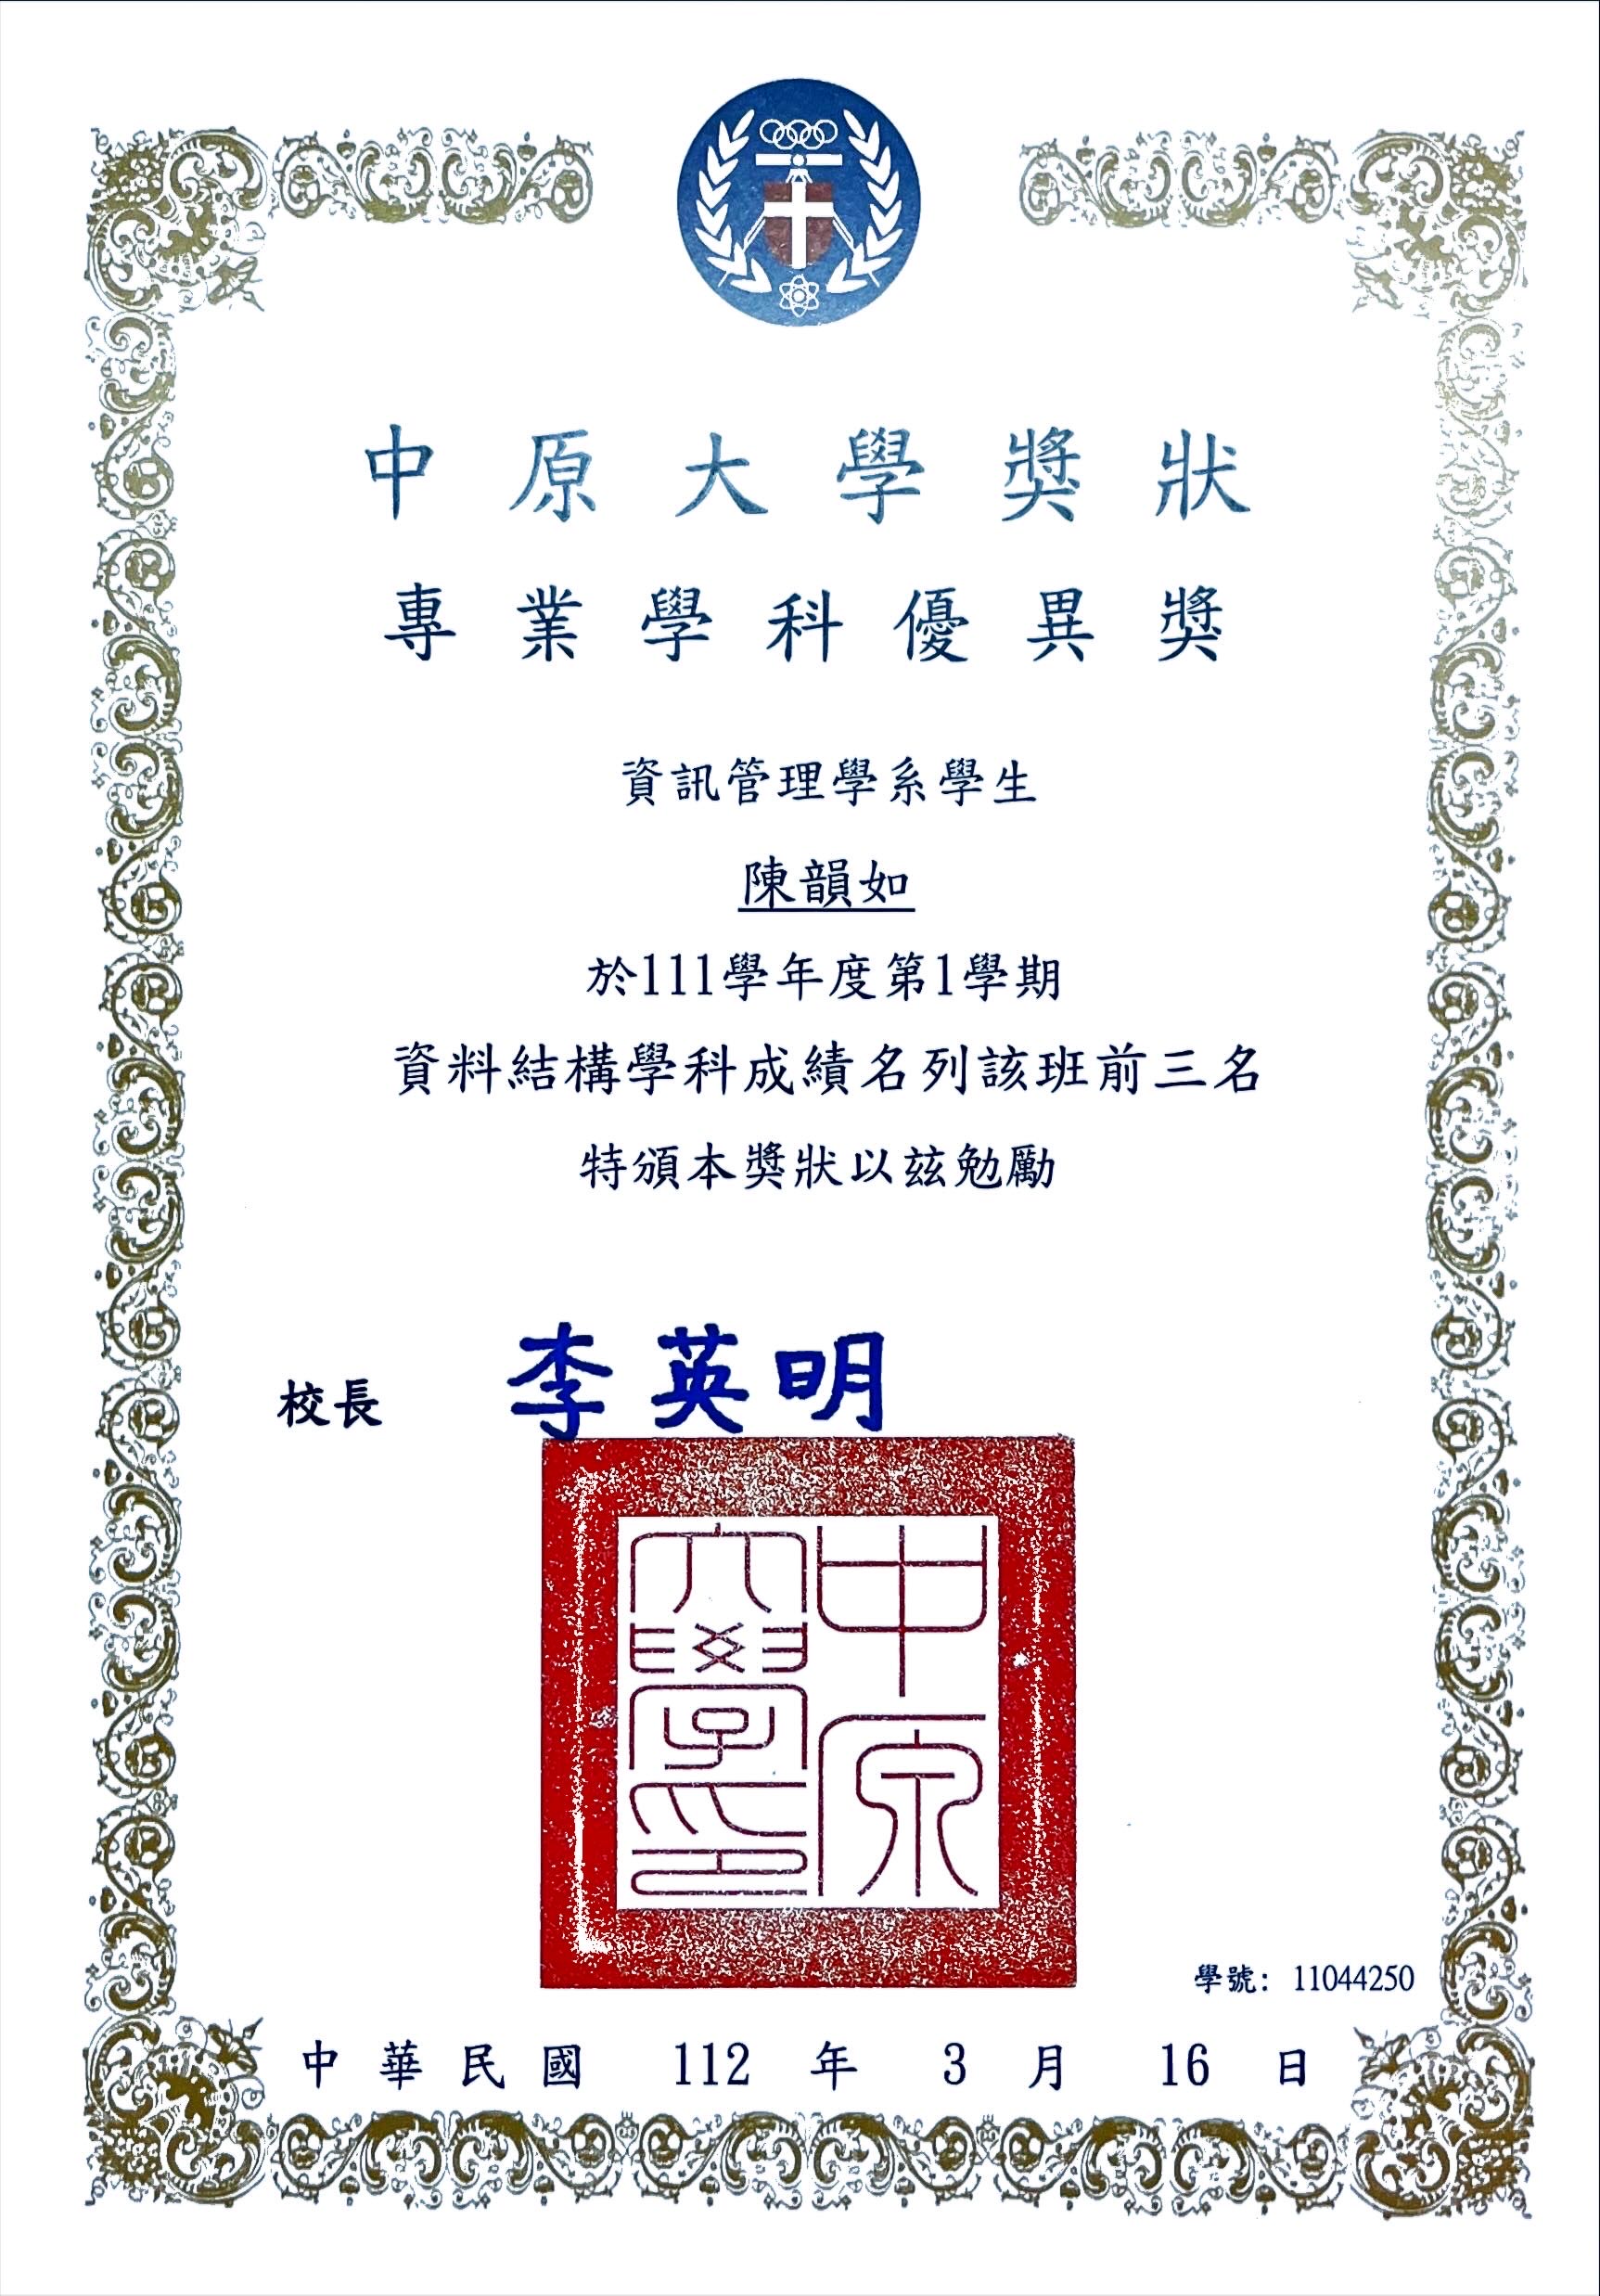 中原大學獎狀
專業學科優異獎
資訊管理學系學生
陳韻如
於111學年度第1學期
資料結構學科成績名列該班前三名
特頒本獎狀以茲勉勵
校長 李英明
中原
大學印
學號：11044250
中華民國 112 年 3 月 16 日